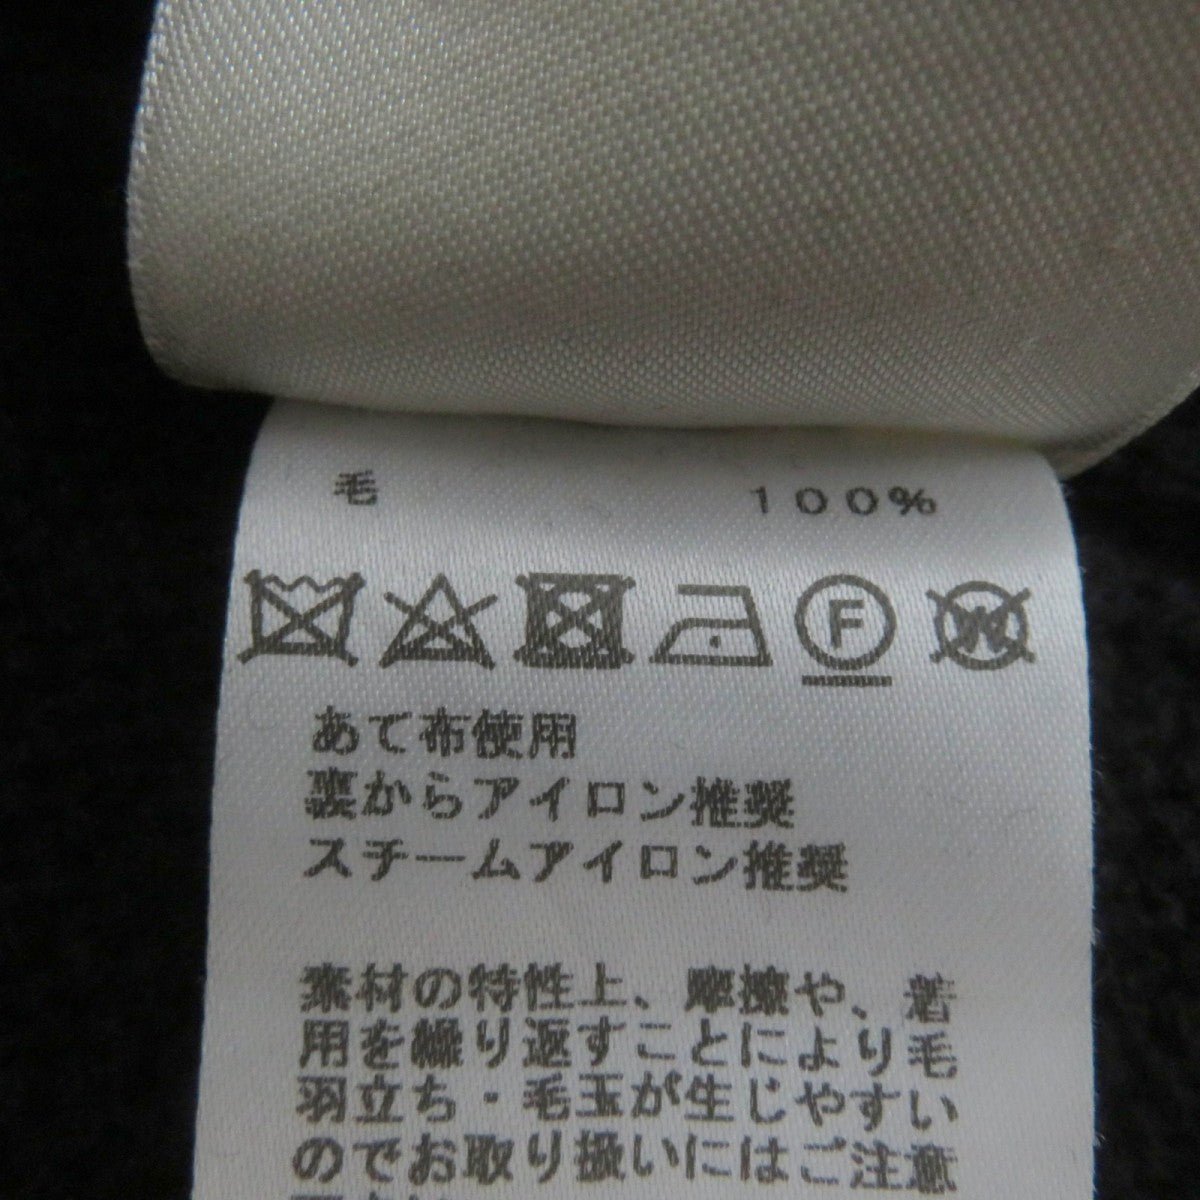 毛 100%
F
W
あて布使用
裏からアイロン推奨
スチームアイロン推奨
素材の特性上、摩擦や、着
用を繰り返すことにより毛
羽立ち・毛玉が生じやすい
のでお取り扱いにはご注意